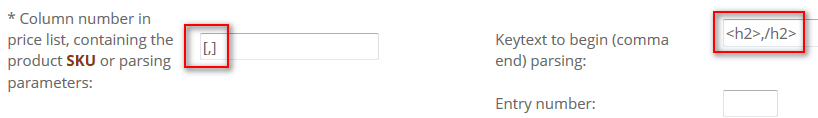 * Column number in
price list, containing the
product SKU or parsing
parameters:
[,]
Keytext to begin (comma
end) parsing:
<h2>,/h2>
Entry number: